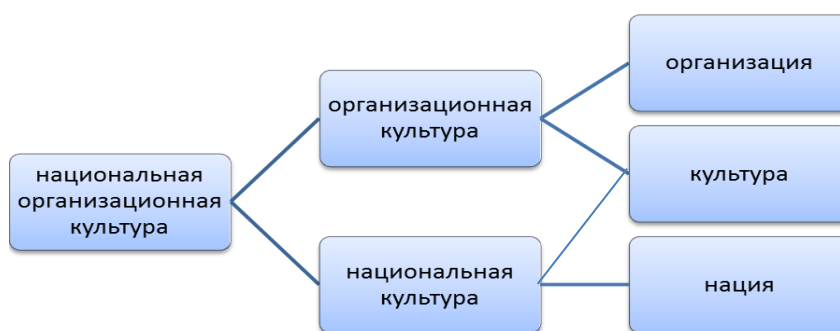 национальная
организационная
культура
организационная
культура
национальная
культура
организация
культура
нация